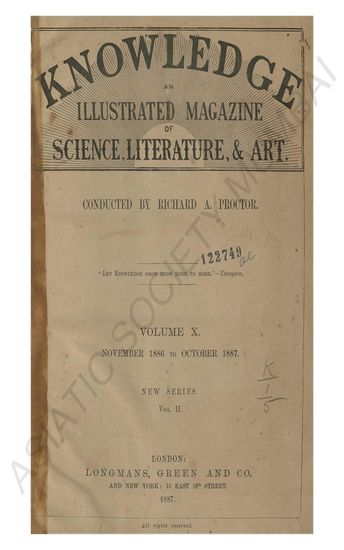 KNOWLEDGE
AN
ILLUSTRATED MAGAZINE
OF
SCIENCE, LITERATURE, & ART.
CONDUCTED BY RICHARD A. PROCTOR.
122749
"LET KNOWLEDGE GROW FROM MORE TO MORE."—Tennyson.
VOLUME X.
NOVEMBER 1886 TO OCTOBER 1887.
K/1/5
NEW SERIES.
VOL. II.
LONDON:
LONGMANS, GREEN AND CO.
AND NEW YORK: 15 EAST 16th STREET.
1887.
All rights reserved.
ASIATIC SOCIETY MUMBAI